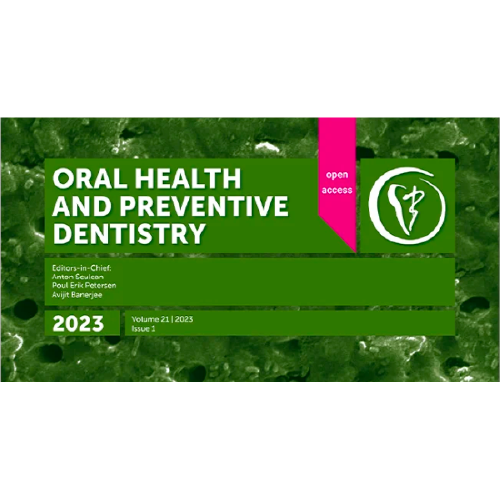 ORAL HEALTH
AND PREVENTIVE
DENTISTRY
open
access
Editors-in-Chief:
Anton Sculean
Poul Erik Petersen
Avijit Banerjee
2023
Volume 21 | 2023
Issue 1